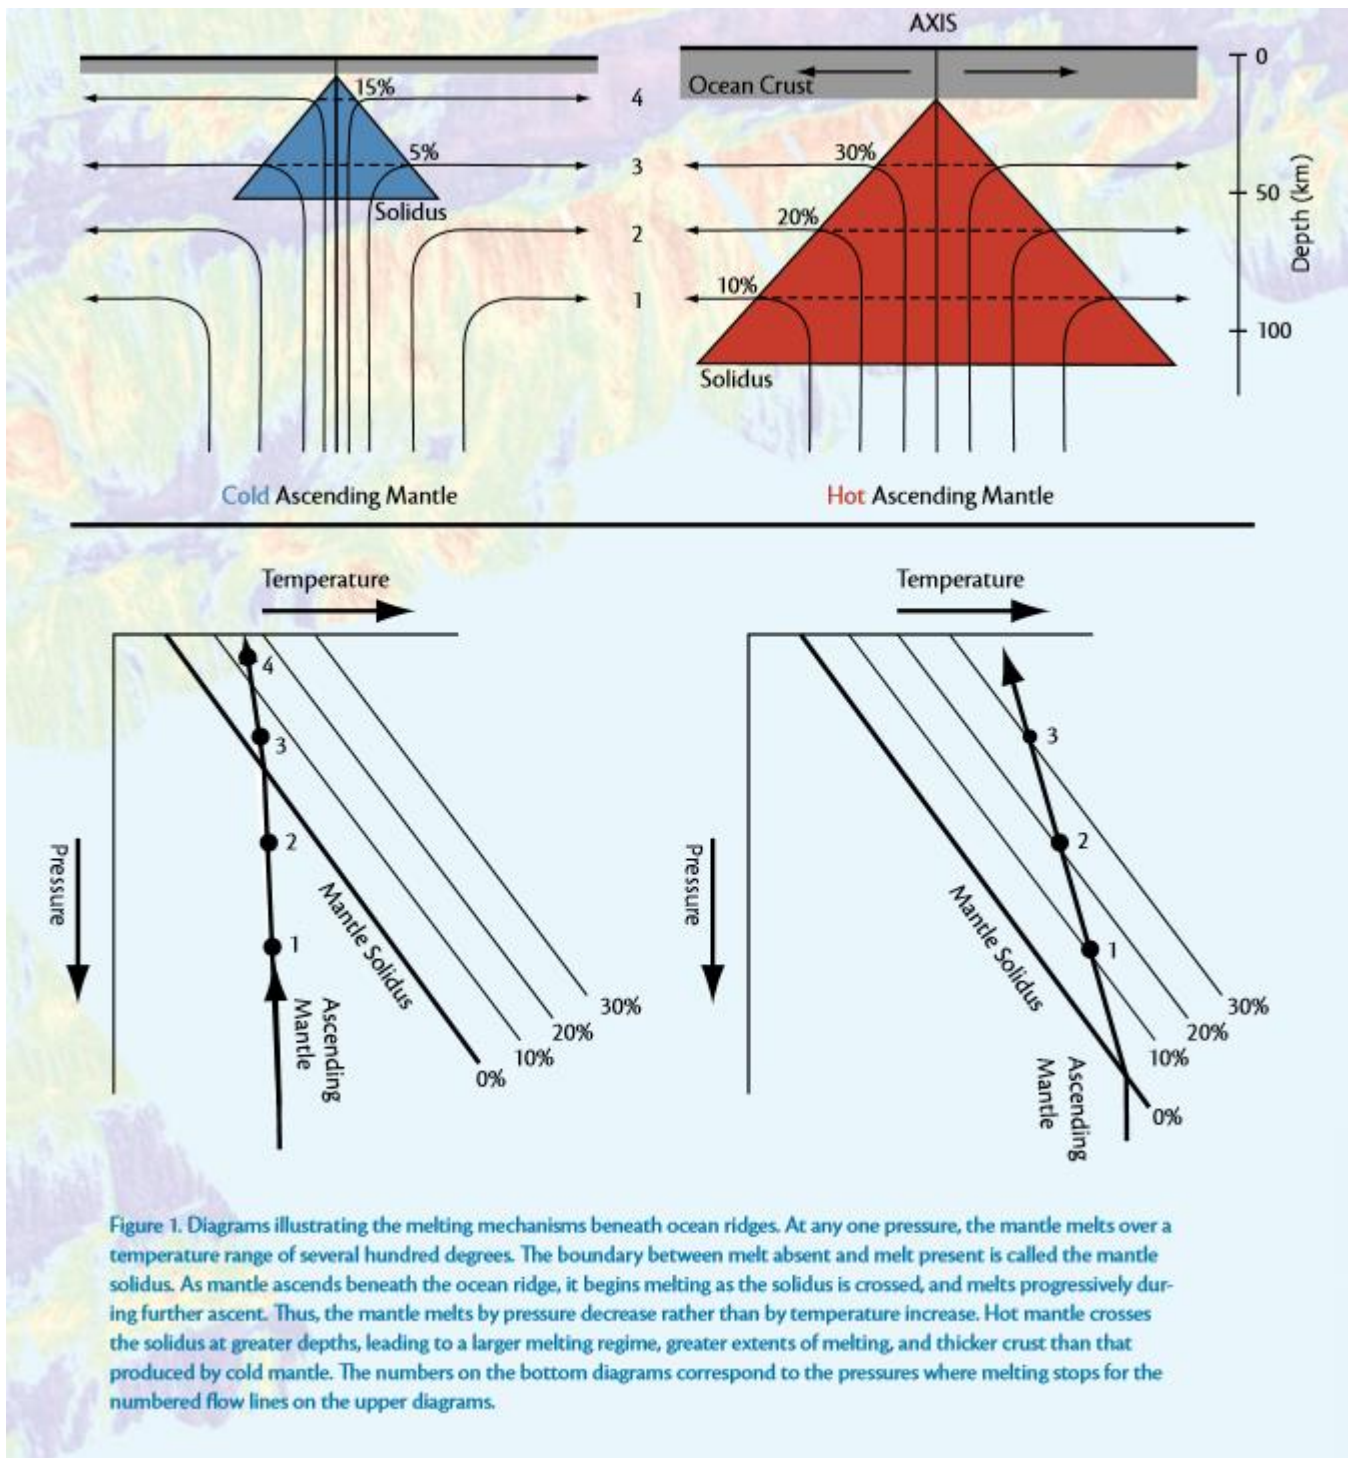 AXIS
0
15%
4
Ocean Crust
5%
3
30%
50
Solidus
2
20%
Depth (km)
1
10%
100
Solidus
Cold Ascending Mantle
Hot Ascending Mantle
Temperature
4
3
2
1
Pressure
Mantle Solidus
Ascending
Mantle
30%
20%
10%
0%
Temperature
3
2
1
Pressure
Mantle Solidus
Ascending
Mantle
30%
20%
10%
0%
Figure 1. Diagrams illustrating the melting mechanisms beneath ocean ridges. At any one pressure, the mantle melts over a
temperature range of several hundred degrees. The boundary between melt absent and melt present is called the mantle
solidus. As mantle ascends beneath the ocean ridge, it begins melting as the solidus is crossed, and melts progressively dur-
ing further ascent. Thus, the mantle melts by pressure decrease rather than by temperature increase. Hot mantle crosses
the solidus at greater depths, leading to a larger melting regime, greater extents of melting, and thicker crust than that
produced by cold mantle. The numbers on the bottom diagrams correspond to the pressures where melting stops for the
numbered flow lines on the upper diagrams.